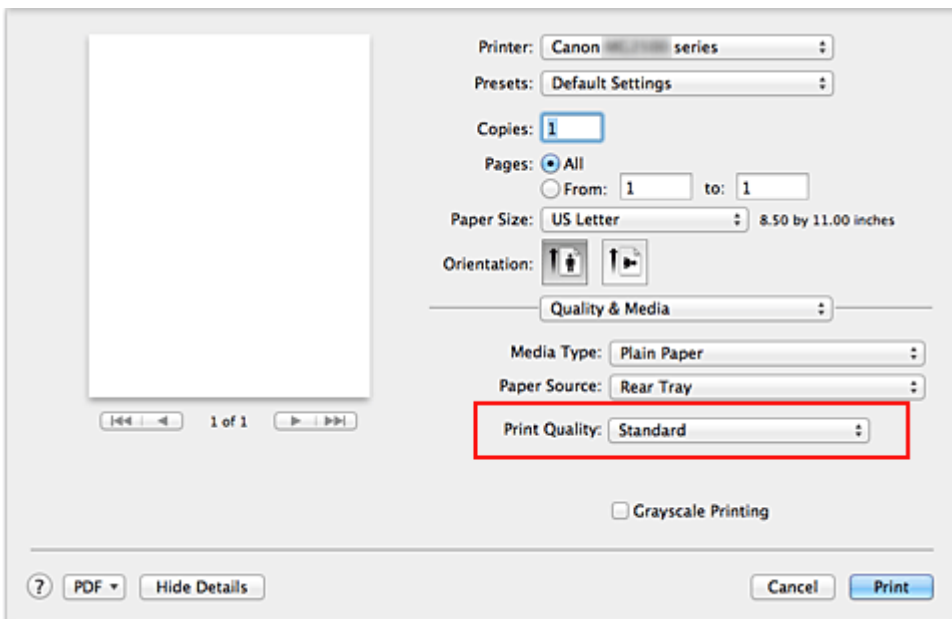 Printer: Canon series
Presets: Default Settings
Copies: 1
Pages: All
From: 1 to: 1
Paper Size: US Letter 8.50 by 11.00 inches
Orientation:
Quality & Media
Media Type: Plain Paper
Paper Source: Rear Tray
1 of 1
Print Quality: Standard
Grayscale Printing
? PDF Hide Details Cancel Print